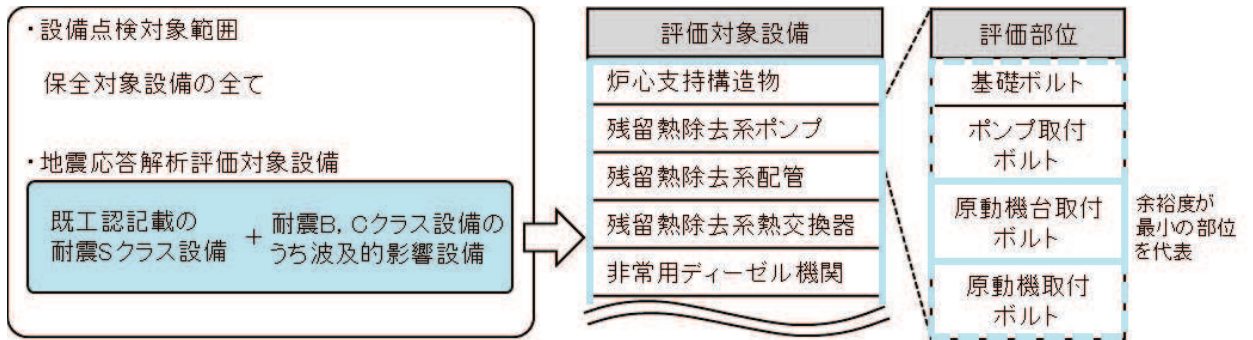 ・設備点検対象範囲
保全対象設備の全て
・地震応答解析評価対象設備
既工認記載の
耐震Sクラス設備
+
耐震B,Cクラス設備の
うち波及的影響設備
評価対象設備
炉心支持構造物
残留熱除去系ポンプ
残留熱除去系配管
残留熱除去系熱交換器
非常用ディーゼル機関
評価部位
基礎ボルト
ポンプ取付
ボルト
原動機台取付
ボルト
原動機取付
ボルト
余裕度が
最小の部位
を代表